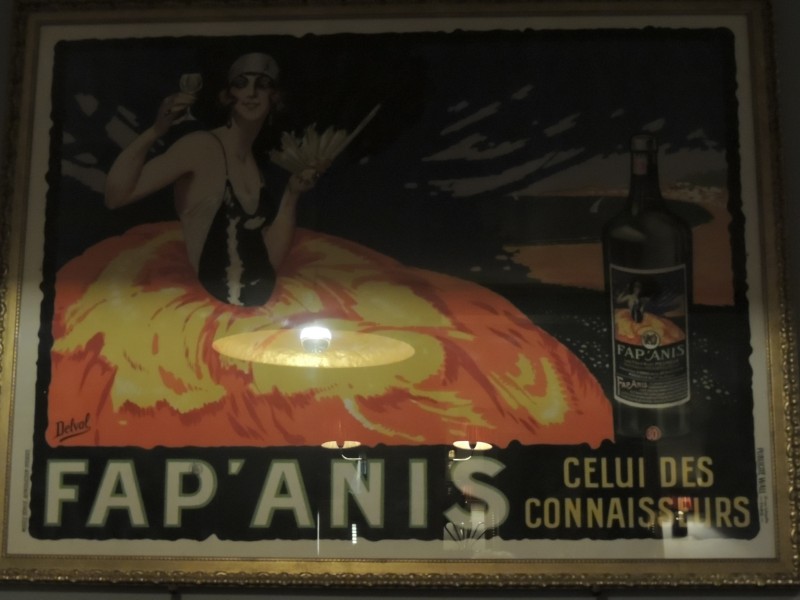 Delval
FAP'ANIS
CELUI DES
CONNAISSEURS
FAP'ANIS